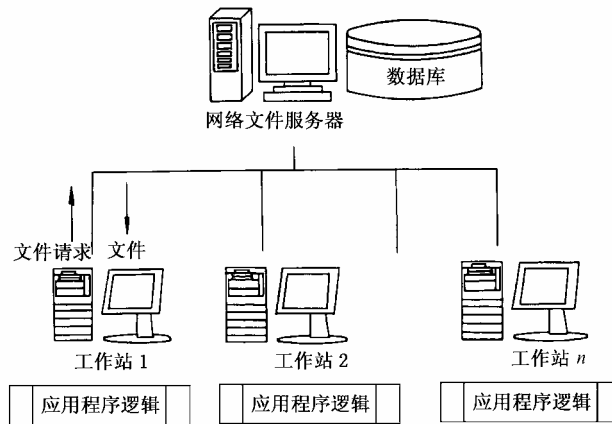 数据库
网络文件服务器
文件请求 文件
工作站 1 工作站 2 工作站 n
应用程序逻辑 应用程序逻辑 应用程序逻辑